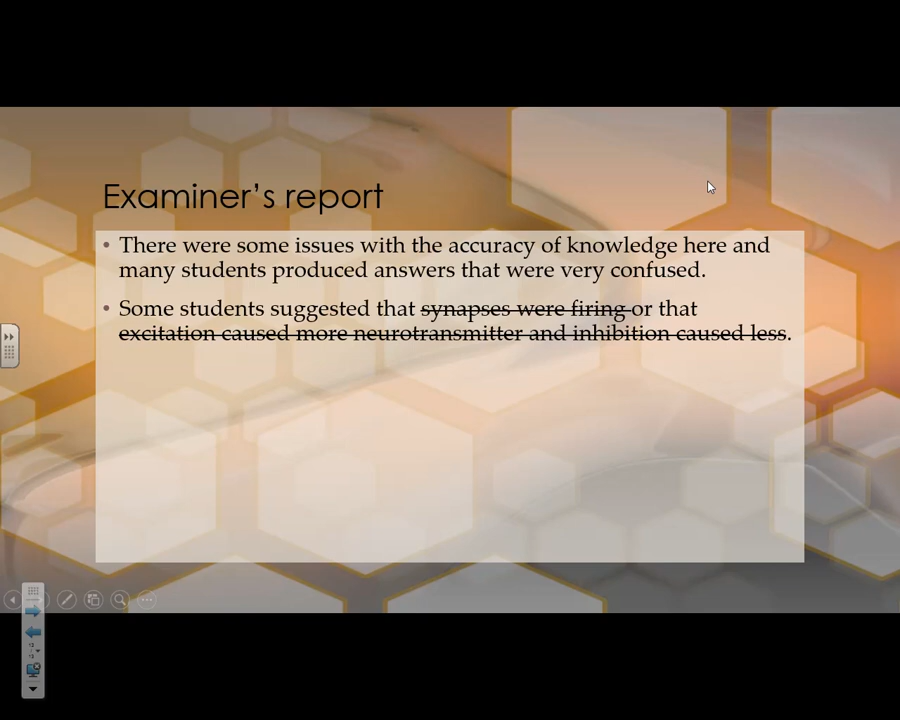 Examiner's report
• There were some issues with the accuracy of knowledge here and
many students produced answers that were very confused.
• Some students suggested that synapses were firing or that
excitation caused more neurotransmitter and inhibition caused less.